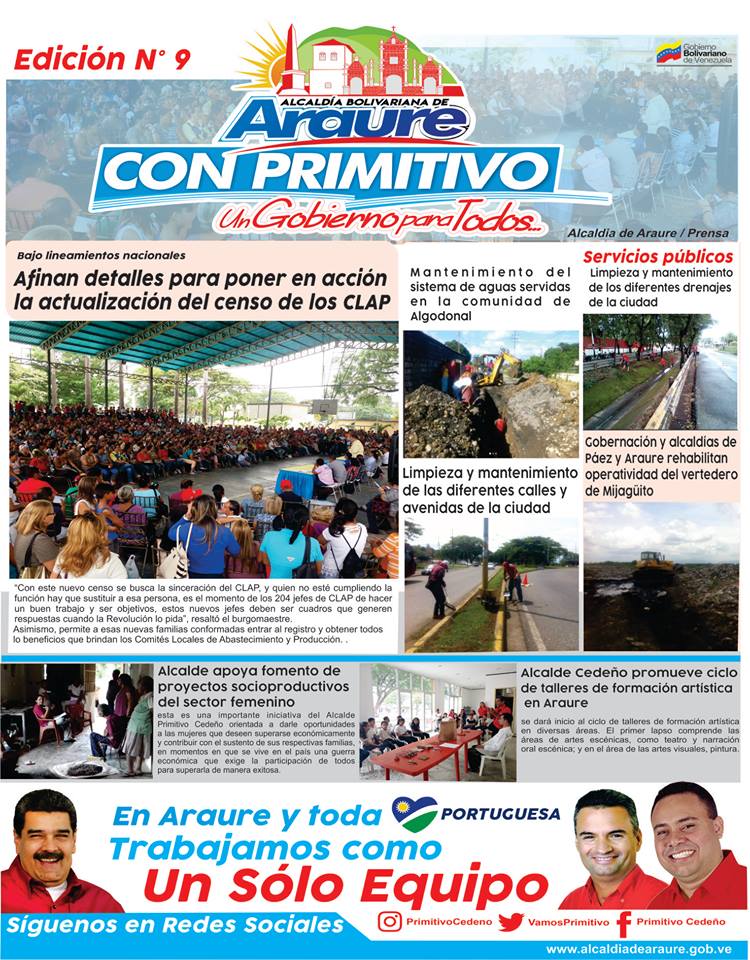 Edición N° 9
Gobierno
Bolivariano
de Venezuela
ALCALDÍA BOLIVARIANA DE
Araure
CON PRIMITIVO
Un Gobierno para Todos...
Alcaldia de Araure / Prensa
Bajo lineamientos nacionales
Afinan detalles para poner en acción
la actualización del censo de los CLAP
"Con este nuevo censo se busca la sinceración del CLAP, y quien no esté cumpliendo la
función hay que sustituir a esa persona, es el momento de los 204 jefes de CLAP de hacer
un buen trabajo y ser objetivos, estos nuevos jefes deben ser cuadros que generen
respuestas cuando la Revolución lo pida", resaltó el burgomaestre.
Asimismo, permite a esas nuevas familias conformadas entrar al registro y obtener todos
lo beneficios que brindan los Comités Locales de Abastecimiento y Producción. .
Mantenimiento del
sistema de aguas servidas
en la comunidad de
Algodonal
Limpieza y mantenimiento
de las diferentes calles y
avenidas de la ciudad
Servicios públicos
Limpieza y mantenimiento
de los diferentes drenajes
de la ciudad
Gobernación y alcaldías de
Páez y Araure rehabilitan
operatividad del vertedero
de Mijagüito
Alcalde apoya fomento de
proyectos socioproductivos
del sector femenino
esta es una importante iniciativa del Alcalde
Primitivo Cedeño orientada a darle oportunidades
a las mujeres que deseen superarse económicamente
y contribuir con el sustento de sus respectivas familias,
en momentos en que se vive en el país una guerra
económica que exige la participación de todos
para superarla de manera exitosa.
Alcalde Cedeño promueve ciclo
de talleres de formación artística
en Araure
se dará inicio al ciclo de talleres de formación artística
en diversas áreas. El primer lapso comprende las
áreas de artes escénicas, como teatro y narración
oral escénica; y en el área de las artes visuales, pintura.
En Araure y toda PORTUGUESA
Trabajamos como
Un Sólo Equipo
Síguenos en Redes Sociales
PrimitivoCedeno
VamosPrimitivo
Primitivo Cedeño
www.alcaldiadearaure.gob.ve